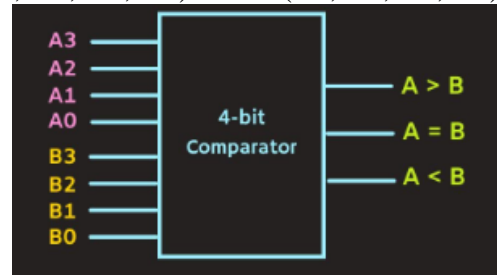 A3
A2
A1
A0
B3
B2
B1
B0
4-bit
Comparator
A > B
A = B
A < B